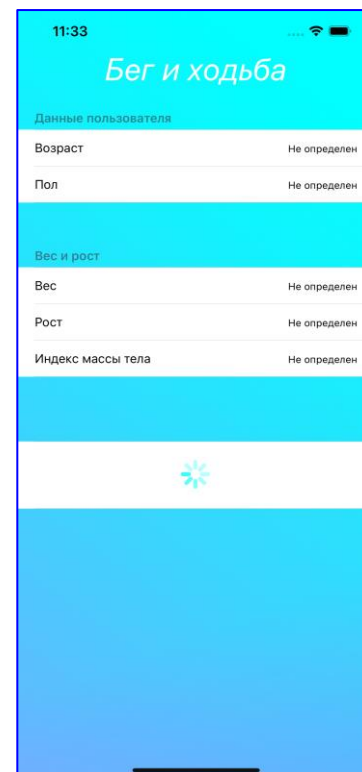 11:33
Бег и ходьба
Данные пользователя
Возраст Не определен
Пол Не определен
Вес и рост
Вес Не определен
Рост Не определен
Индекс массы тела Не определен